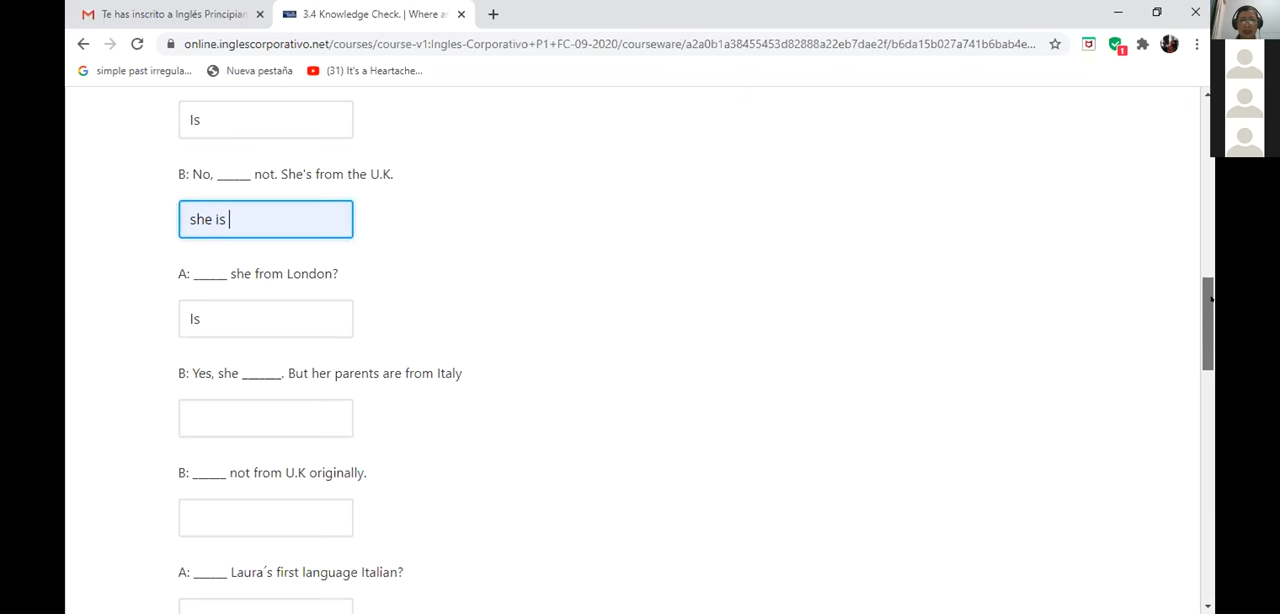 Te has inscrito a Inglés Principian
3.4 Knowledge Check. | Where a
online.inglescorporativo.net/courses/course-v1:Ingles-Corporativo+P1+FC-09-2020/courseware/a2a0b1a38455453d82888a22eb7dae2f/b6da15b027a741b6bab4e...
1
simple past irregula...
Nueva pestaña
(31) It's a Heartache...
Is
B: No, _____ not. She's from the U.K.
she is
A: _____ she from London?
Is
B: Yes, she ______. But her parents are from Italy
B: _____ not from U.K originally.
A: _____ Laura´s first language Italian?